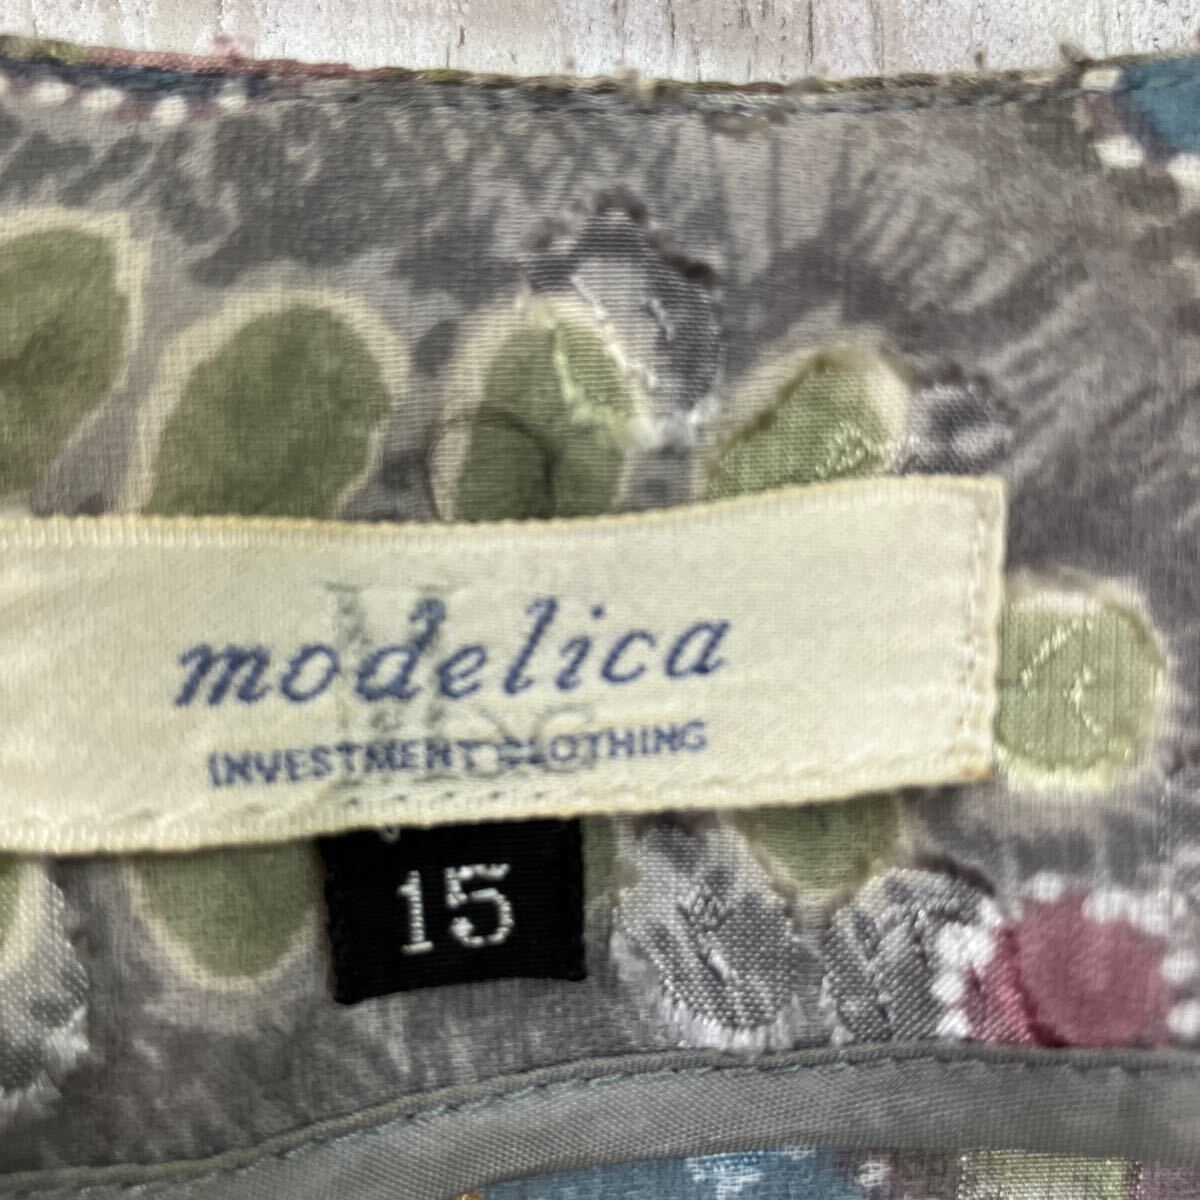 modelica
INVESTMENT CLOTHING
15